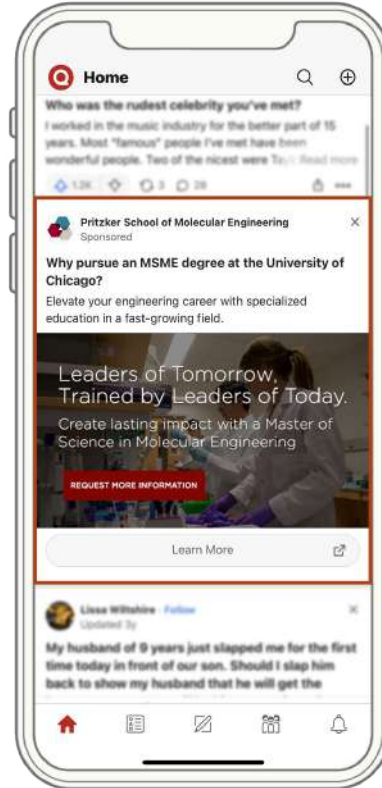 Home
Who was the rudest celebrity you've met?
I worked in the music industry for the better part of 15
years. Most "famous" people I've met have been
wonderful people. Two of the nicest were Read more
1.2K 3 28
Pritzker School of Molecular Engineering
Sponsored
Why pursue an MSME degree at the University of
Chicago?
Elevate your engineering career with specialized
education in a fast-growing field.
Leaders of Tomorrow,
Trained by Leaders of Today.
Create lasting impact with a Master of
Science in Molecular Engineering
REQUEST MORE INFORMATION
Learn More
Lissa Wiltshire · Follow
Updated 3y
My husband of 9 years just slapped me for the first
time today in front of our son. Should I slap him
back to show my husband that he will get the